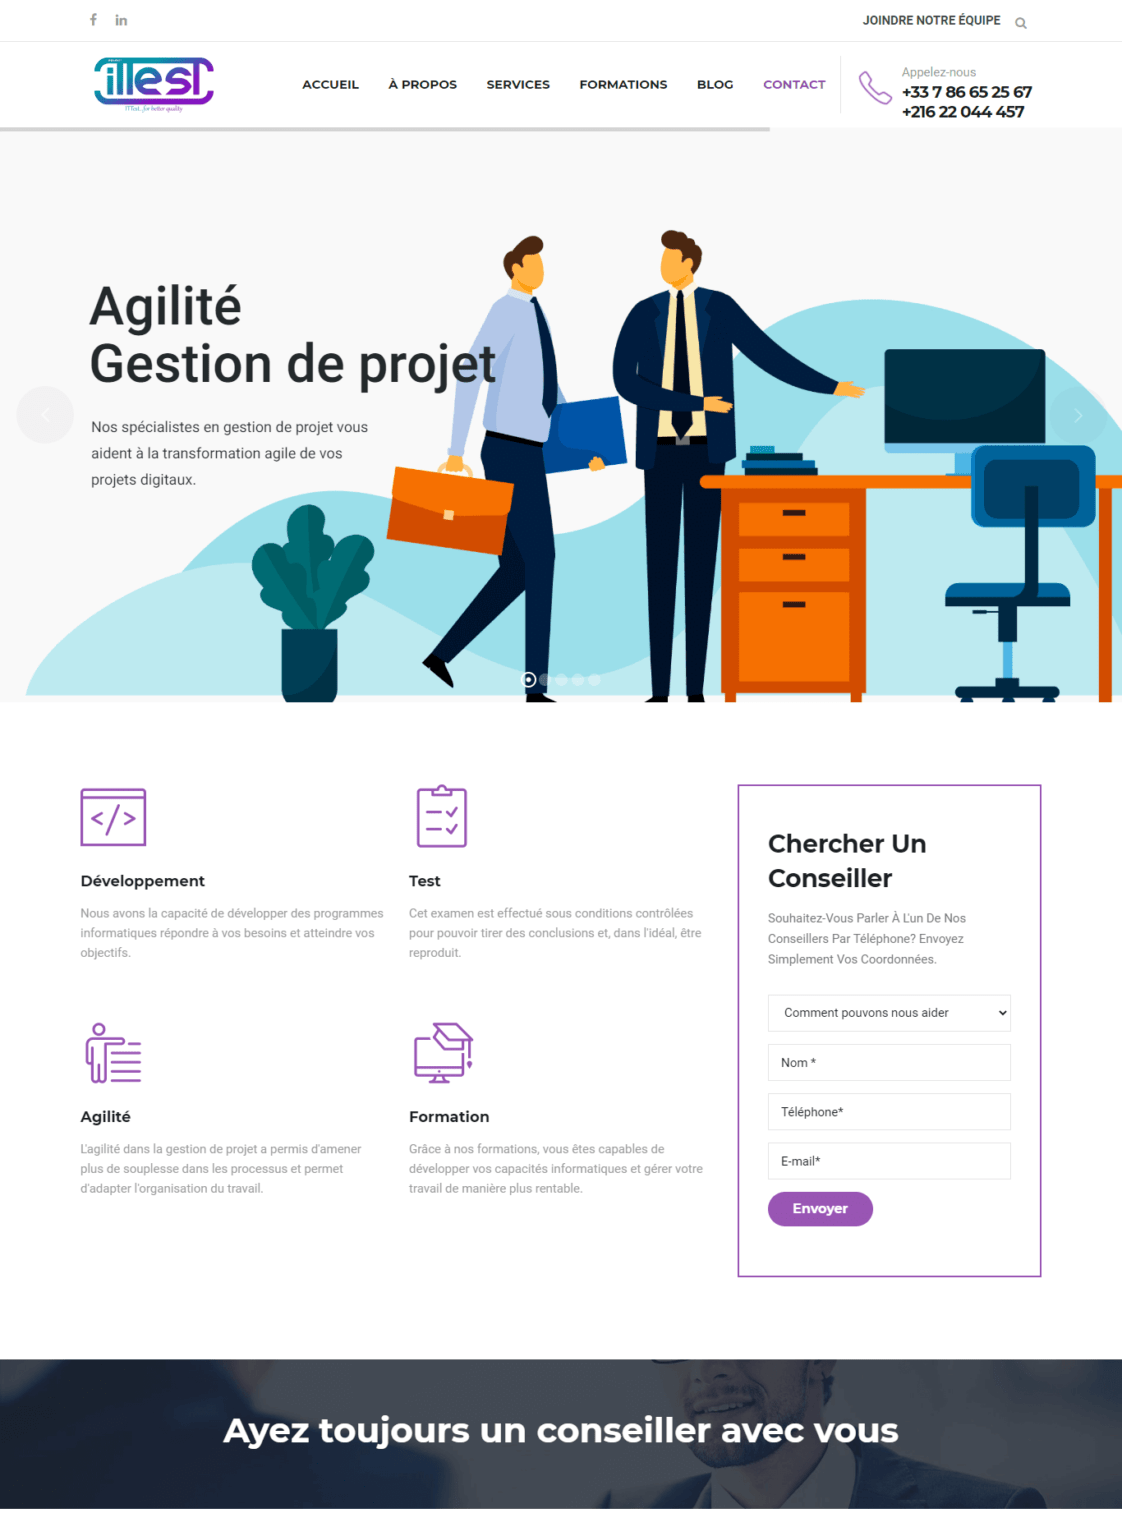 JOINDRE NOTRE ÉQUIPE
ITTest
ITTest...for better quality
ACCUEIL
À PROPOS
SERVICES
FORMATIONS
BLOG
CONTACT
Appelez-nous
+33 7 86 65 25 67
+216 22 044 457
Agilité
Gestion de projet
Nos spécialistes en gestion de projet vous
aident à la transformation agile de vos
projets digitaux.
Développement
Nous avons la capacité de développer des programmes
informatiques répondre à vos besoins et atteindre vos
objectifs.
Test
Cet examen est effectué sous conditions contrôlées
pour pouvoir tirer des conclusions et, dans l'idéal, être
reproduit.
Agilité
L'agilité dans la gestion de projet a permis d'amener
plus de souplesse dans les processus et permet
d'adapter l'organisation du travail.
Formation
Grâce à nos formations, vous êtes capables de
développer vos capacités informatiques et gérer votre
travail de manière plus rentable.
Chercher Un
Conseiller
Souhaitez-Vous Parler À L'un De Nos
Conseillers Par Téléphone? Envoyez
Simplement Vos Coordonnées.
Comment pouvons nous aider
Nom *
Téléphone*
E-mail*
Envoyer
Ayez toujours un conseiller avec vous